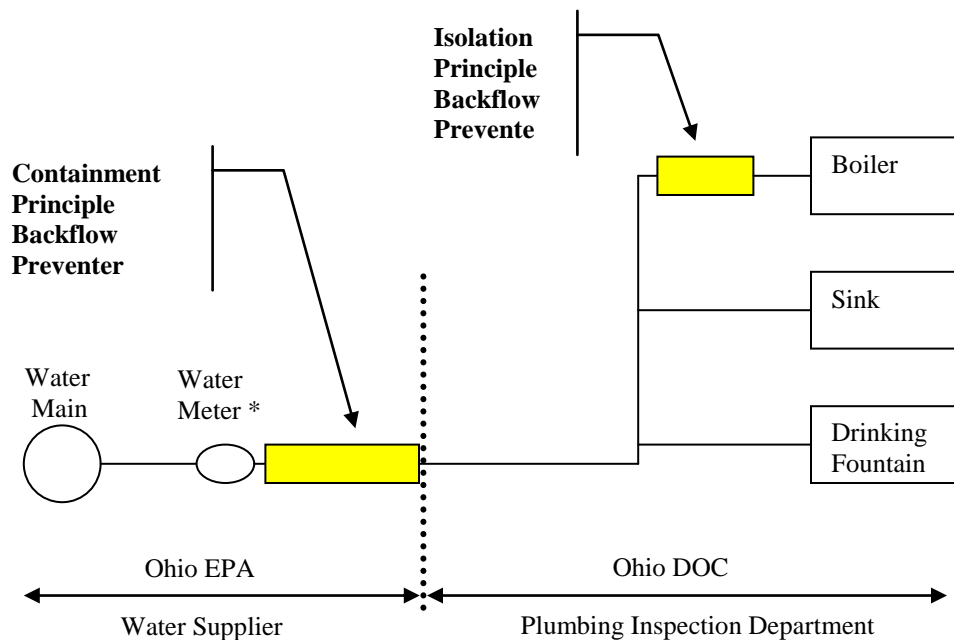 Isolation
Principle
Backflow
Prevente
Containment
Principle
Backflow
Preventer
Boiler
Sink
Water
Main
Water
Meter *
Drinking
Fountain
Ohio EPA
Ohio DOC
Water Supplier
Plumbing Inspection Department